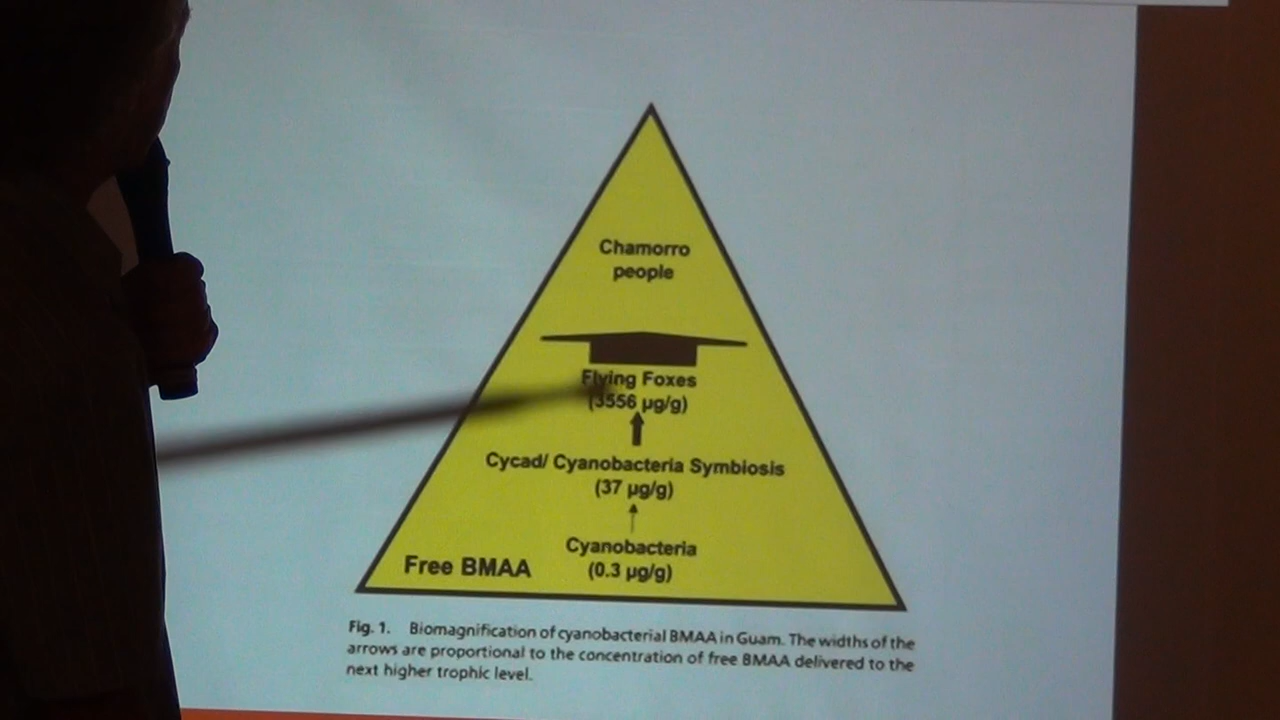 Chamorro
people
Flying Foxes
(3556 µg/g)
Cycad/ Cyanobacteria Symbiosis
(37 µg/g)
Cyanobacteria
(0.3 µg/g)
Free BMAA
Fig. 1. Biomagnification of cyanobacterial BMAA in Guam. The widths of the
arrows are proportional to the concentration of free BMAA delivered to the
next higher trophic level.